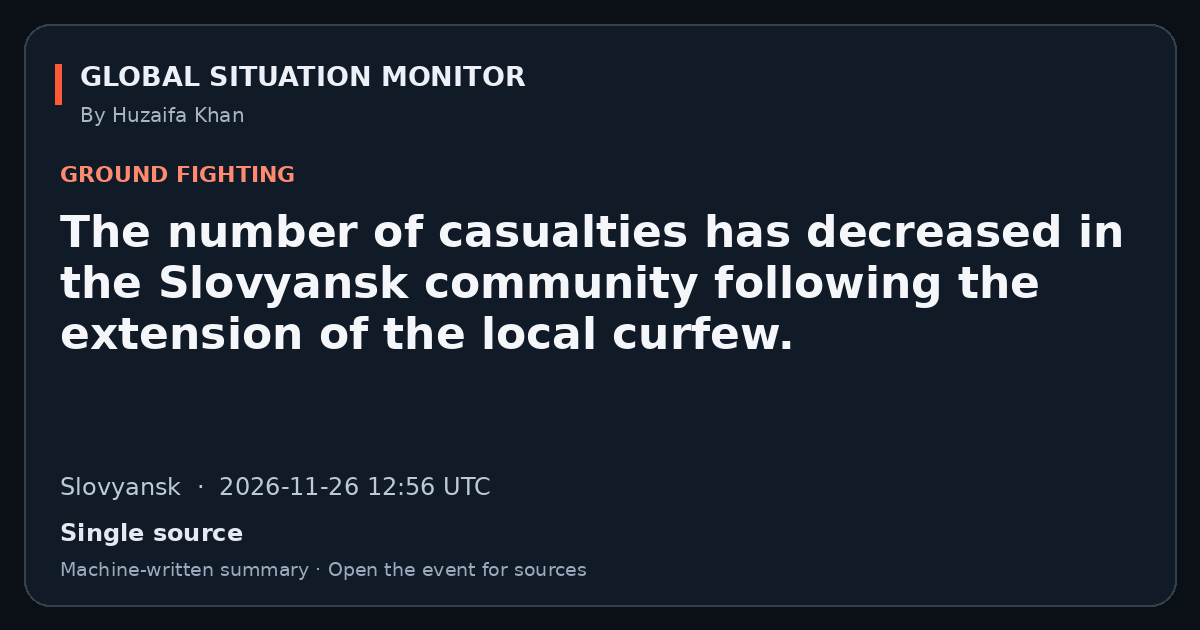 GLOBAL SITUATION MONITOR
By Huzaifa Khan
GROUND FIGHTING
The number of casualties has decreased in
the Slovyansk community following the
extension of the local curfew.
Slovyansk · 2026-11-26 12:56 UTC
Single source
Machine-written summary · Open the event for sources